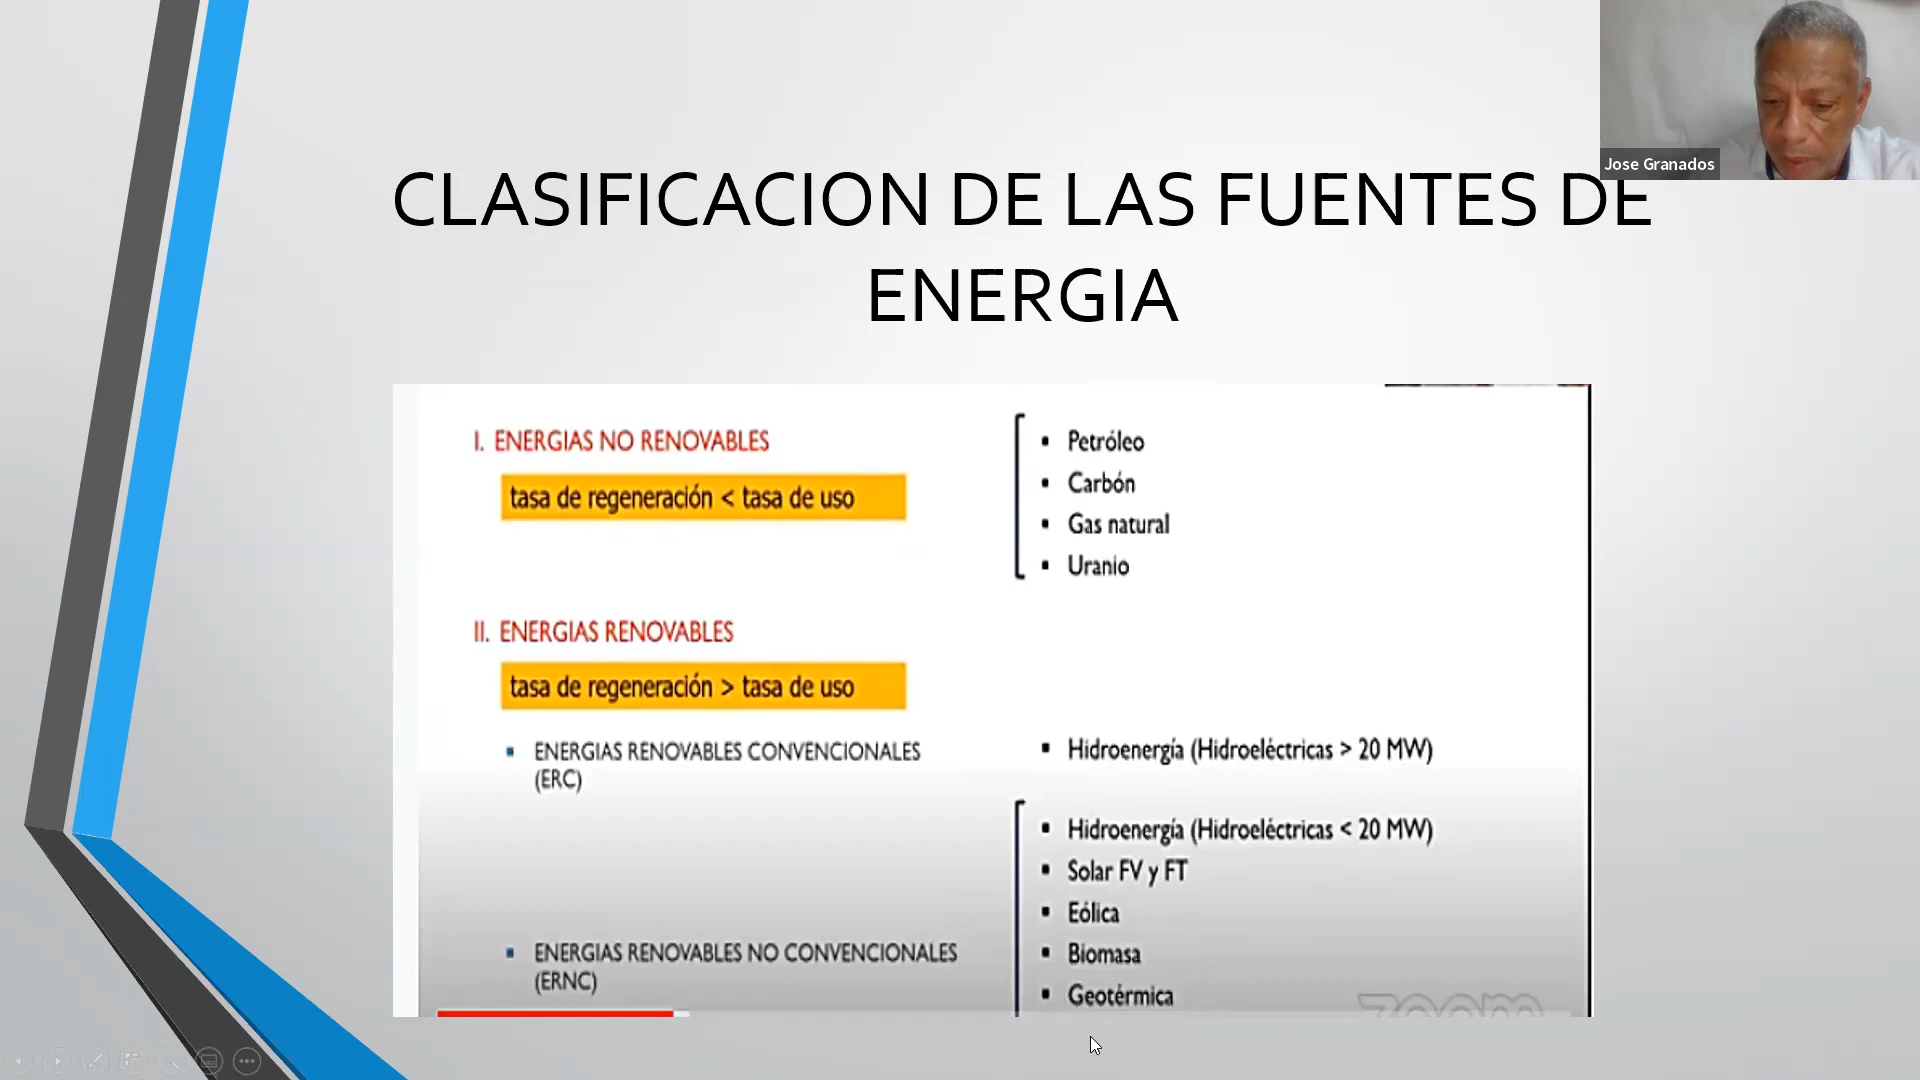 Jose Granados
CLASIFICACION DE LAS FUENTES DE
ENERGIA
I. ENERGIAS NO RENOVABLES
tasa de regeneración < tasa de uso
▪ Petróleo
▪ Carbón
▪ Gas natural
▪ Uranio
II. ENERGIAS RENOVABLES
tasa de regeneración > tasa de uso
▪ ENERGIAS RENOVABLES CONVENCIONALES
(ERC)
▪ Hidroenergía (Hidroeléctricas > 20 MW)
▪ ENERGIAS RENOVABLES NO CONVENCIONALES
(ERNC)
▪ Hidroenergía (Hidroeléctricas < 20 MW)
▪ Solar FV y FT
▪ Eólica
▪ Biomasa
▪ Geotérmica
zoom